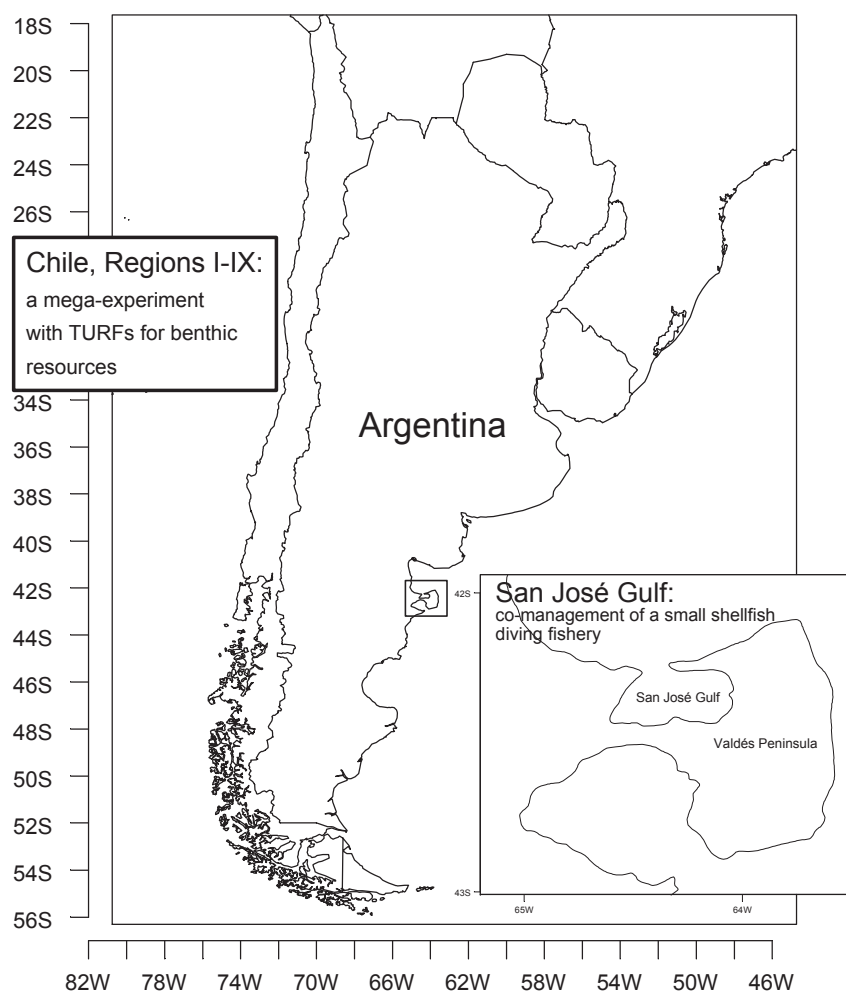 18S
20S
22S
24S
26S
Chile, Regions I-IX:
a mega-experiment
with TURFs for benthic
resources
34S
Argentina
36S
38S
40S
42S
44S
46S
48S
50S
52S
54S
56S
42S
San José Gulf:
co-management of a small shellfish
diving fishery
San José Gulf
Valdés Peninsula
43S
65W 64W
82W 78W 74W 70W 66W 62W 58W 54W 50W 46W